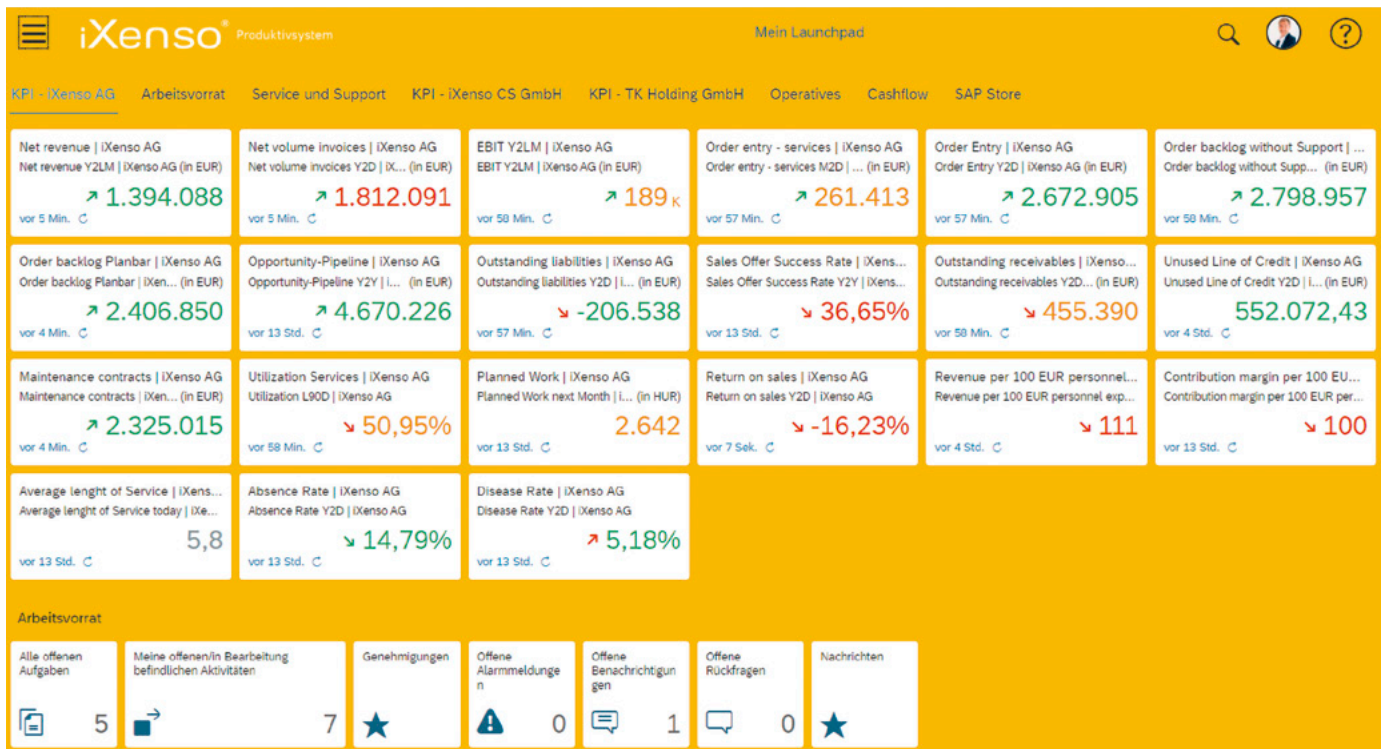 iXenso® Produktivsystem
Mein Launchpad
KPI - iXenso AG Arbeitsvorrat Service und Support KPI - iXenso CS GmbH KPI - TK Holding GmbH Operatives Cashflow SAP Store
Net revenue | iXenso AG
Net revenue Y2LM | iXenso AG (in EUR)
1.394.088
vor 5 Min.
Net volume invoices | iXenso AG
Net volume invoices Y2D | iX... (in EUR)
1.812.091
vor 5 Min.
EBIT Y2LM | iXenso AG
EBIT Y2LM | iXenso AG (in EUR)
189 K
vor 58 Min.
Order entry - services | iXenso AG
Order entry - services M2D | ... (in EUR)
261.413
vor 57 Min.
Order Entry | iXenso AG
Order Entry Y2D | iXenso AG (in EUR)
2.672.905
vor 57 Min.
Order backlog without Support | ...
Order backlog without Supp... (in EUR)
2.798.957
vor 58 Min.
Order backlog Planbar | iXenso AG
Order backlog Planbar | iXen... (in EUR)
2.406.850
vor 4 Min.
Opportunity-Pipeline | iXenso AG
Opportunity-Pipeline Y2Y | i... (in EUR)
4.670.226
vor 13 Std.
Outstanding liabilities | iXenso AG
Outstanding liabilities Y2D | i... (in EUR)
-206.538
vor 57 Min.
Sales Offer Success Rate | iXens...
Sales Offer Success Rate Y2Y | iXens...
36,65%
vor 13 Std.
Outstanding receivables | iXenso...
Outstanding receivables Y2D... (in EUR)
455.390
vor 58 Min.
Unused Line of Credit | iXenso AG
Unused Line of Credit Y2D | i... (in EUR)
552.072,43
vor 4 Std.
Maintenance contracts | iXenso AG
Maintenance contracts | iXen... (in EUR)
2.325.015
vor 4 Min.
Utilization Services | iXenso AG
Utilization L90D | iXenso AG
50,95%
vor 58 Min.
Planned Work | iXenso AG
Planned Work next Month | i... (in HUR)
2.642
vor 13 Std.
Return on sales | iXenso AG
Return on sales Y2D | iXenso AG
-16,23%
vor 7 Sek.
Revenue per 100 EUR personnel...
Revenue per 100 EUR personnel exp...
111
vor 4 Std.
Contribution margin per 100 EU...
Contribution margin per 100 EUR per...
100
vor 13 Std.
Average lenght of Service | iXens...
Average lenght of Service today | iXe...
5,8
vor 13 Std.
Absence Rate | iXenso AG
Absence Rate Y2D | iXenso AG
14,79%
vor 13 Std.
Disease Rate | iXenso AG
Disease Rate Y2D | iXenso AG
5,18%
vor 13 Std.
Arbeitsvorrat
Alle offenen
Aufgaben
5
Meine offenen/in Bearbeitung
befindlichen Aktivitäten
7
Genehmigungen
Offene
Alarmmeldunge
n
0
Offene
Benachrichtigun
gen
1
Offene
Rückfragen
0
Nachrichten